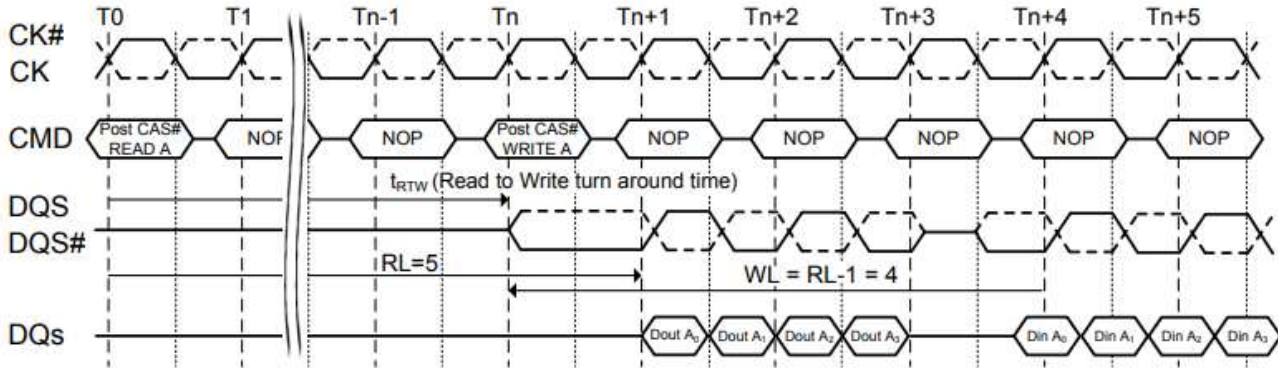 T0 T1 Tn-1 Tn Tn+1 Tn+2 Tn+3 Tn+4 Tn+5
CK#
CK
CMD
Post CAS# READ A
NOP
NOP
Post CAS# WRITE A
NOP
NOP
NOP
NOP
NOP
tRTW (Read to Write turn around time)
DQS
DQS#
RL=5
WL = RL-1 = 4
DQs
Dout A0
Dout A1
Dout A2
Dout A3
Din A0
Din A1
Din A2
Din A3